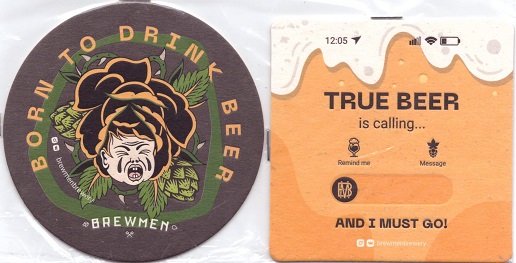 BORN TO DRINK BEER
brewmenbrewery
BREWMEN
12:05
TRUE BEER
is calling...
Remind me
Message
AND I MUST GO!
brewmenbrewery